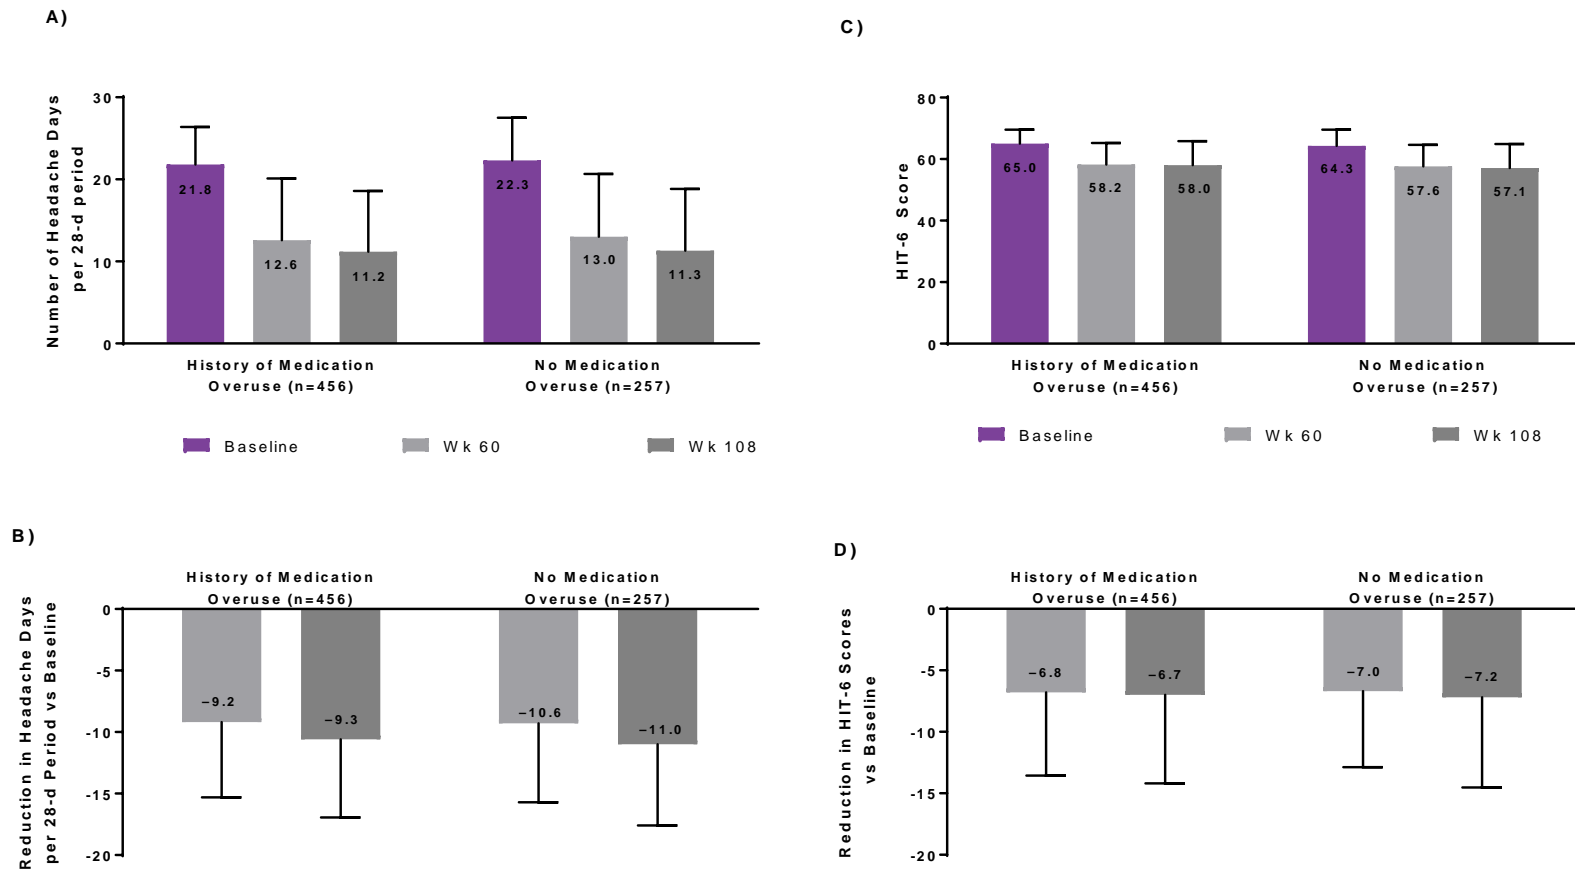 A)
Number of Headache Days
per 28-d period
30
20
10
0
21.8
12.6
11.2
22.3
13.0
11.3
History of Medication
Overuse (n=456)
No Medication
Overuse (n=257)
Baseline
Wk 60
Wk 108
C)
HIT-6 Score
80
60
40
20
0
65.0
58.2
58.0
64.3
57.6
57.1
History of Medication
Overuse (n=456)
No Medication
Overuse (n=257)
Baseline
Wk 60
Wk 108
B)
Reduction in Headache Days
per 28-d Period vs Baseline
History of Medication
Overuse (n=456)
No Medication
Overuse (n=257)
0
-5
-10
-15
-20
−9.2
−9.3
−10.6
−11.0
D)
Reduction in HIT-6 Scores
vs Baseline
History of Medication
Overuse (n=456)
No Medication
Overuse (n=257)
0
-5
-10
-15
-20
−6.8
−6.7
−7.0
−7.2